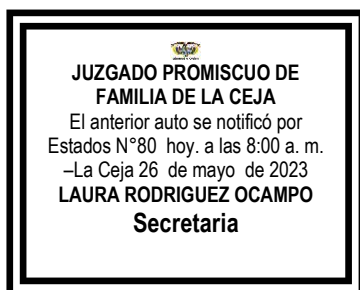 JUZGADO PROMISCUO DE
FAMILIA DE LA CEJA
El anterior auto se notificó por
Estados N°80 hoy. a las 8:00 a. m.
–La Ceja 26 de mayo de 2023
LAURA RODRIGUEZ OCAMPO
Secretaria